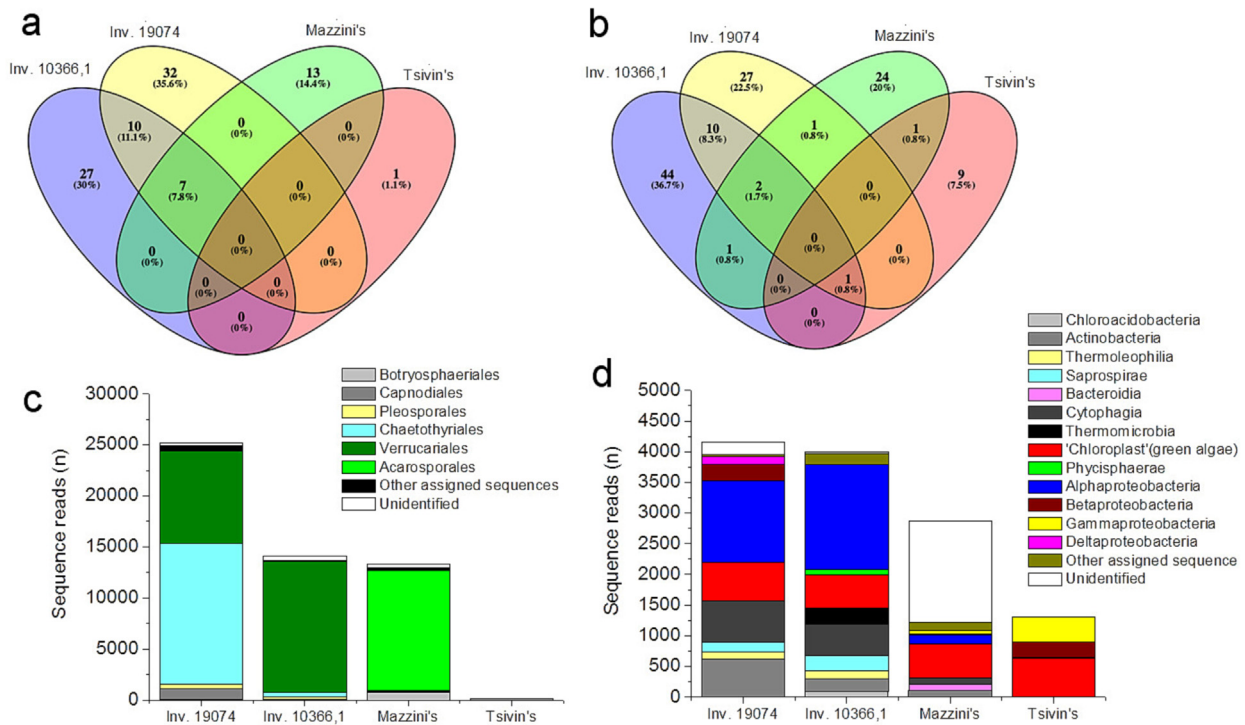 a
Inv. 19074
Mazzini's
Inv. 10366,1
Tsivin's
32
(35.6%)
13
(14.4%)
10
(11.1%)
0
(0%)
0
(0%)
27
(30%)
7
(7.8%)
0
(0%)
1
(1.1%)
0
(0%)
0
(0%)
0
(0%)
0
(0%)
0
(0%)
0
(0%)
b
Inv. 19074
Mazzini's
Inv. 10366,1
Tsivin's
27
(22.5%)
24
(20%)
10
(8.3%)
1
(0.8%)
1
(0.8%)
44
(36.7%)
2
(1.7%)
0
(0%)
9
(7.5%)
1
(0.8%)
0
(0%)
0
(0%)
0
(0%)
1
(0.8%)
0
(0%)
c
Sequence reads (n)
30000
25000
20000
15000
10000
5000
0
Botryosphaeriales
Capnodiales
Pleosporales
Chaetothyriales
Verrucariales
Acarosporales
Other assigned sequences
Unidentified
Inv. 19074
Inv. 10366,1
Mazzini's
Tsivin's
d
Sequence reads (n)
5000
4500
4000
3500
3000
2500
2000
1500
1000
500
0
Chloroacidobacteria
Actinobacteria
Thermoleophilia
Saprospirae
Bacteroidia
Cytophagia
Thermomicrobia
'Chloroplast'(green algae)
Phycisphaerae
Alphaproteobacteria
Betaproteobacteria
Gammaproteobacteria
Deltaproteobacteria
Other assigned sequence
Unidentified
Inv. 19074
Inv. 10366,1
Mazzini's
Tsivin's